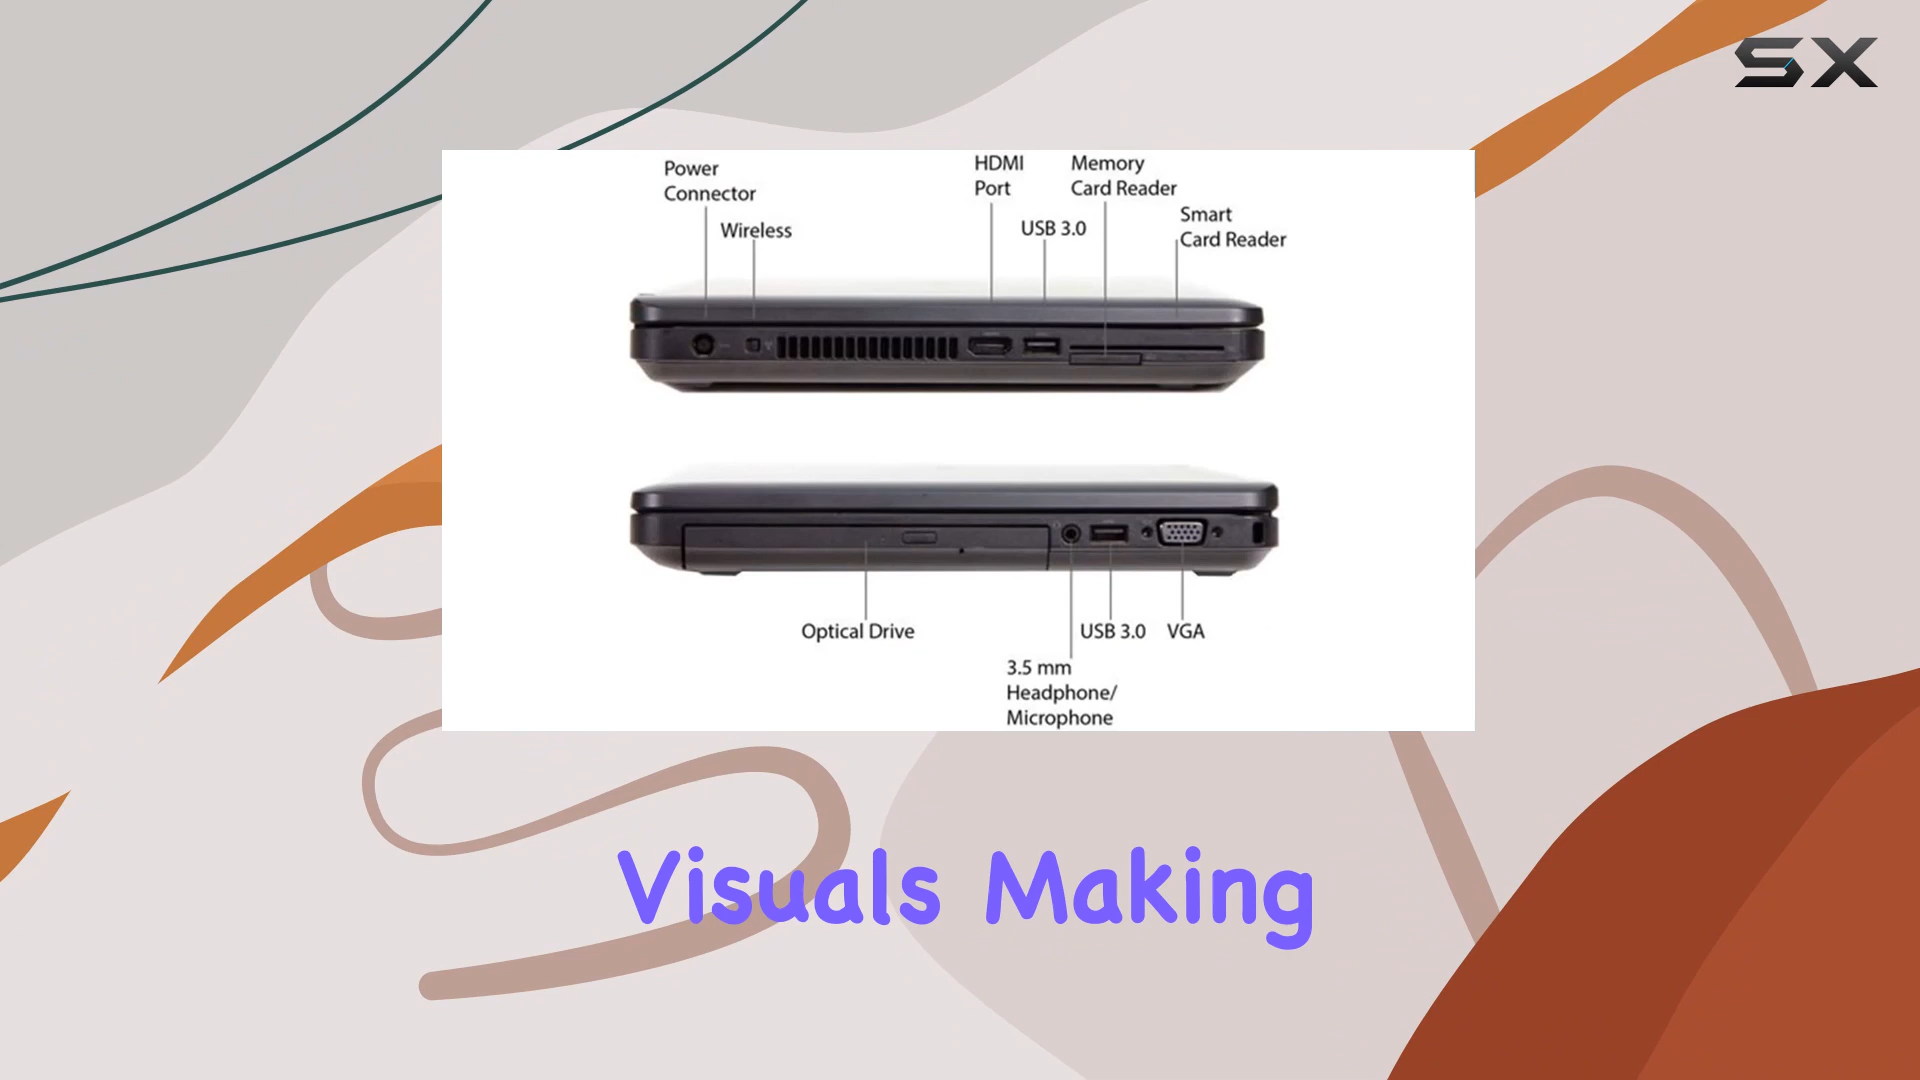 SX
Power
Connector
Wireless
HDMI
Port
USB 3.0
Memory
Card Reader
Smart
Card Reader
Optical Drive
3.5 mm
Headphone/
Microphone
USB 3.0
VGA
Visuals Making